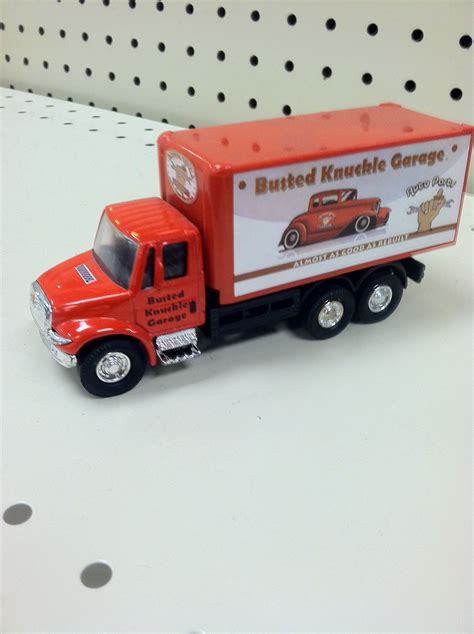 Busted Knuckle Garage
Auto Parts
ALMOST AS GOOD AS REBUILT
Busted
Knuckle
Garage